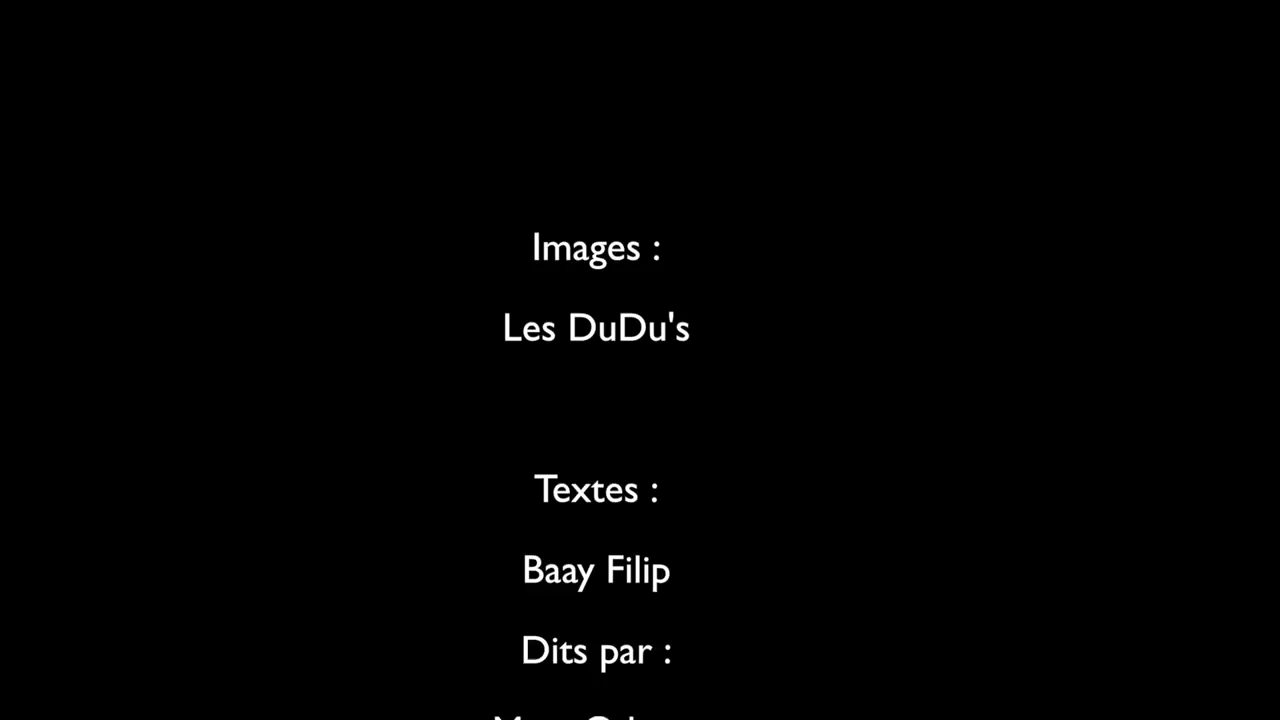 Images :
Les DuDu's
Textes :
Baay Filip
Dits par :